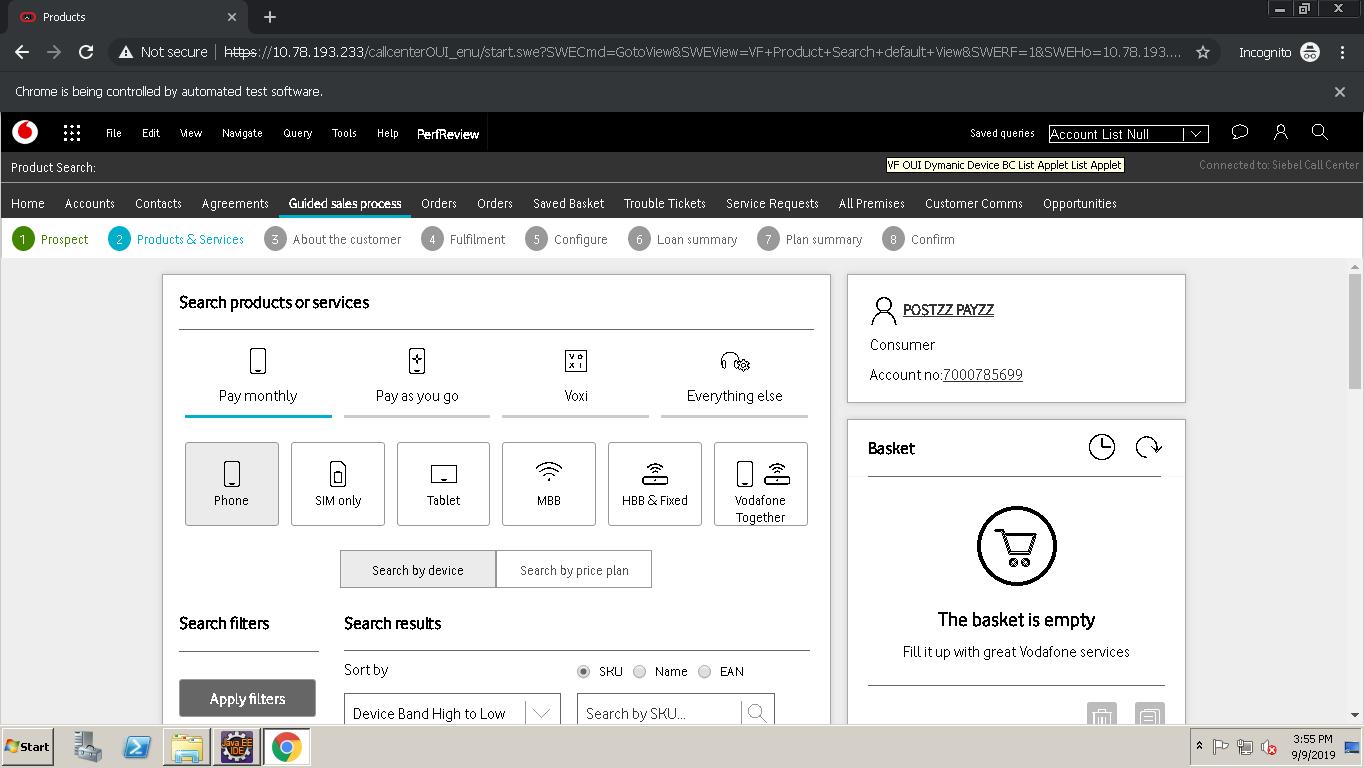 Products
Not secure https://10.78.193.233/callcenterOUI_enu/start.swe?SWECmd=GotoView&SWEView=VF+Product+Search+default+View&SWERF=1&SWEHo=10.78.193.... Incognito
Chrome is being controlled by automated test software.
File Edit View Navigate Query Tools Help PerfReview Saved queries Account List Null
Product Search: VF OUI Dymanic Device BC List Applet List Applet Connected to: Siebel Call Center
Home Accounts Contacts Agreements Guided sales process Orders Orders Saved Basket Trouble Tickets Service Requests All Premises Customer Comms Opportunities
1 Prospect 2 Products & Services 3 About the customer 4 Fulfilment 5 Configure 6 Loan summary 7 Plan summary 8 Confirm
Search products or services
Pay monthly Pay as you go Voxi Everything else
Phone SIM only Tablet MBB HBB & Fixed Vodafone Together
Search by device Search by price plan
Search filters
Apply filters
Search results
Sort by SKU Name EAN
Device Band High to Low Search by SKU...
POSTZZ PAYZZ
Consumer
Account no:7000785699
Basket
The basket is empty
Fill it up with great Vodafone services
Start Java EE IDE 3:55 PM
9/9/2019